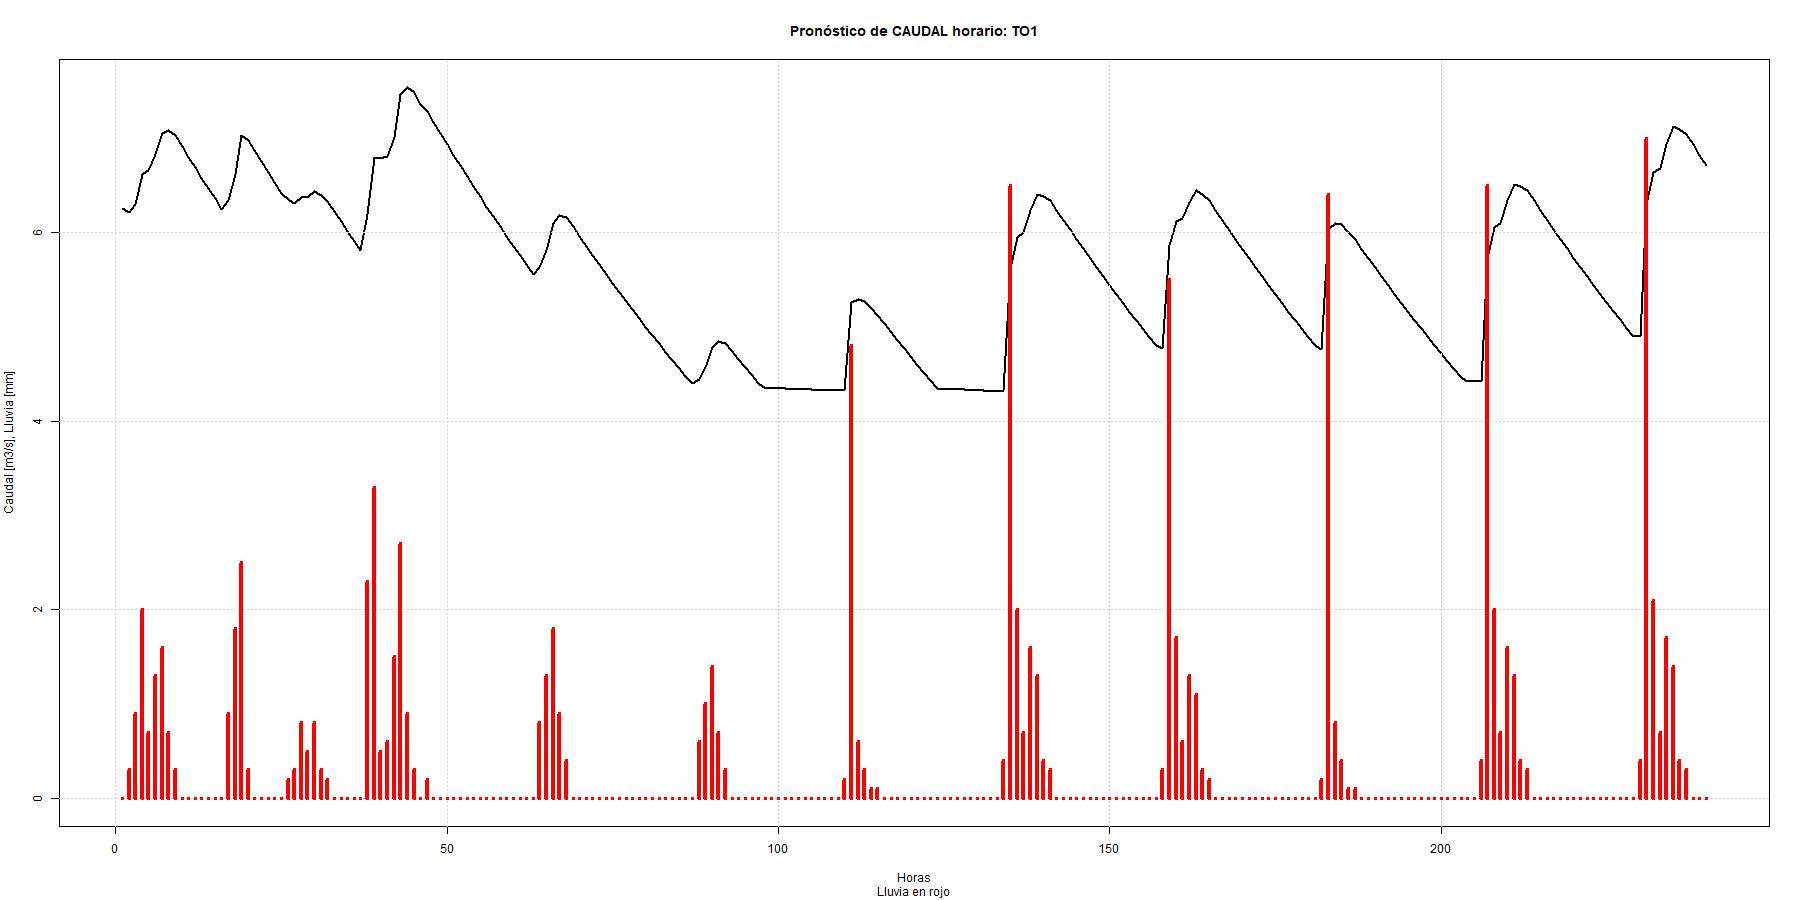 Pronóstico de CAUDAL horario: TO1
Caudal [m3/s], Lluvia [mm]
6
4
2
0
0 50 100 150 200
Horas
Lluvia en rojo